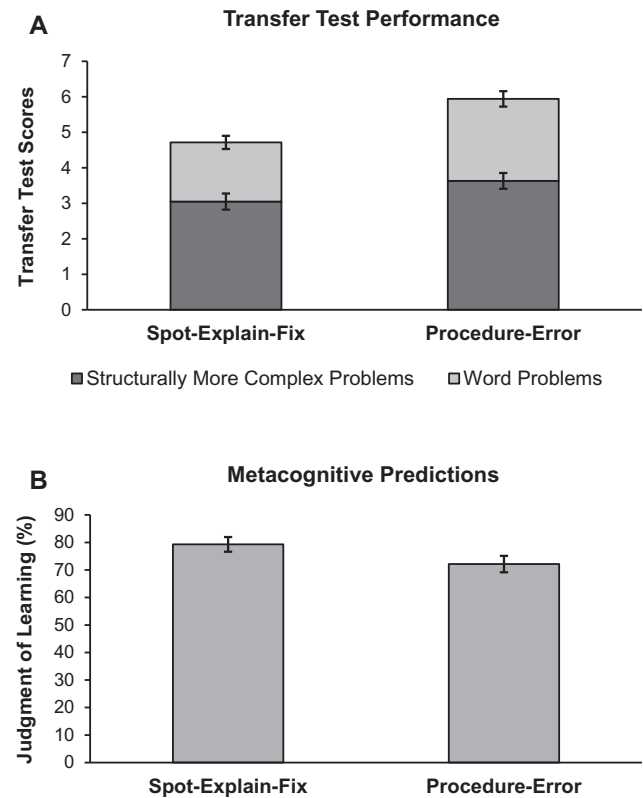 A
Transfer Test Performance
Transfer Test Scores
7
6
5
4
3
2
1
0
Spot-Explain-Fix Procedure-Error
Structurally More Complex Problems Word Problems
B
Metacognitive Predictions
Judgment of Learning (%)
90
80
70
60
50
40
30
20
10
0
Spot-Explain-Fix Procedure-Error